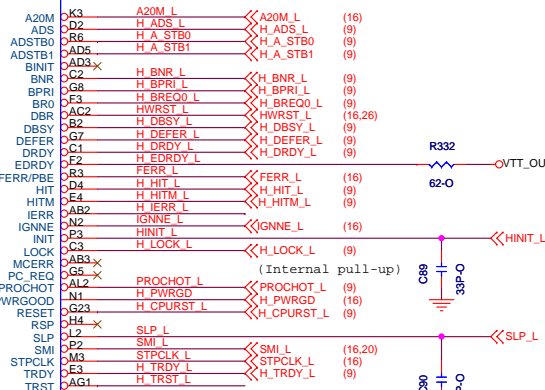 A20M K3 A20M_L A20M_L (16)
ADS D2 H_ADS_L H_ADS_L (9)
ADSTB0 R6 H_A_STB0 H_A_STB0 (9)
ADSTB1 AD5 H_A_STB1 H_A_STB1 (9)
BINIT AD3
BNR C2 H_BNR_L H_BNR_L (9)
BPRI G8 H_BPRI_L H_BPRI_L (9)
BR0 F3 H_BREQ0_L H_BREQ0_L (9)
DBR AC2 HWRST_L HWRST_L (16,26)
DBSY B2 H_DBSY_L H_DBSY_L (9)
DEFER G7 H_DEFER_L H_DEFER_L (9)
DRDY C1 H_DRDY_L H_DRDY_L (9)
R332
EDRDY F2 H_EDRDY_L VTT_OU
62-O
FERR/PBE R3 FERR_L FERR_L (16)
HIT D4 H_HIT_L H_HIT_L (9)
HITM E4 H_HITM_L H_HITM_L (9)
IERR AB2 H_IERR_L
IGNNE N2 IGNNE_L IGNNE_L (16)
INIT P3 HINIT_L HINIT_L
LOCK C3 H_LOCK_L H_LOCK_L (9)
MCERR AB3
(Internal pull-up)
C89
33P-O
PC_REQ G5
PROCHOT AL2 PROCHOT_L PROCHOT_L (9)
PWRGOOD N1 H_PWRGD H_PWRGD (16)
RESET G23 H_CPURST_L H_CPURST_L (9)
RSP H4
SLP L2 SLP_L SLP_L
SMI P2 SMI_L SMI_L (16,20)
STPCLK M3 STPCLK_L STPCLK_L (16)
TRDY E3 H_TRDY_L H_TRDY_L (9)
TRST AG1 H_TRST_L